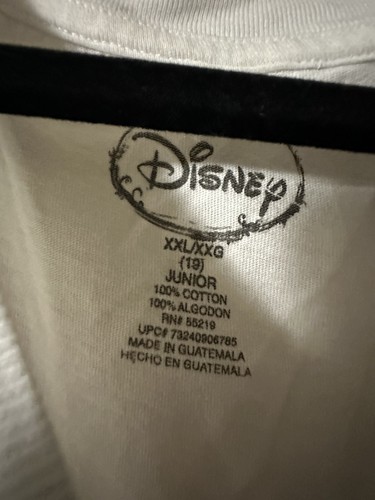 Disney
XXL/XXG
(19)
JUNIOR
100% COTTON
100% ALGODON
RN# 55219
UPC# 73240906785
MADE IN GUATEMALA
HECHO EN GUATEMALA